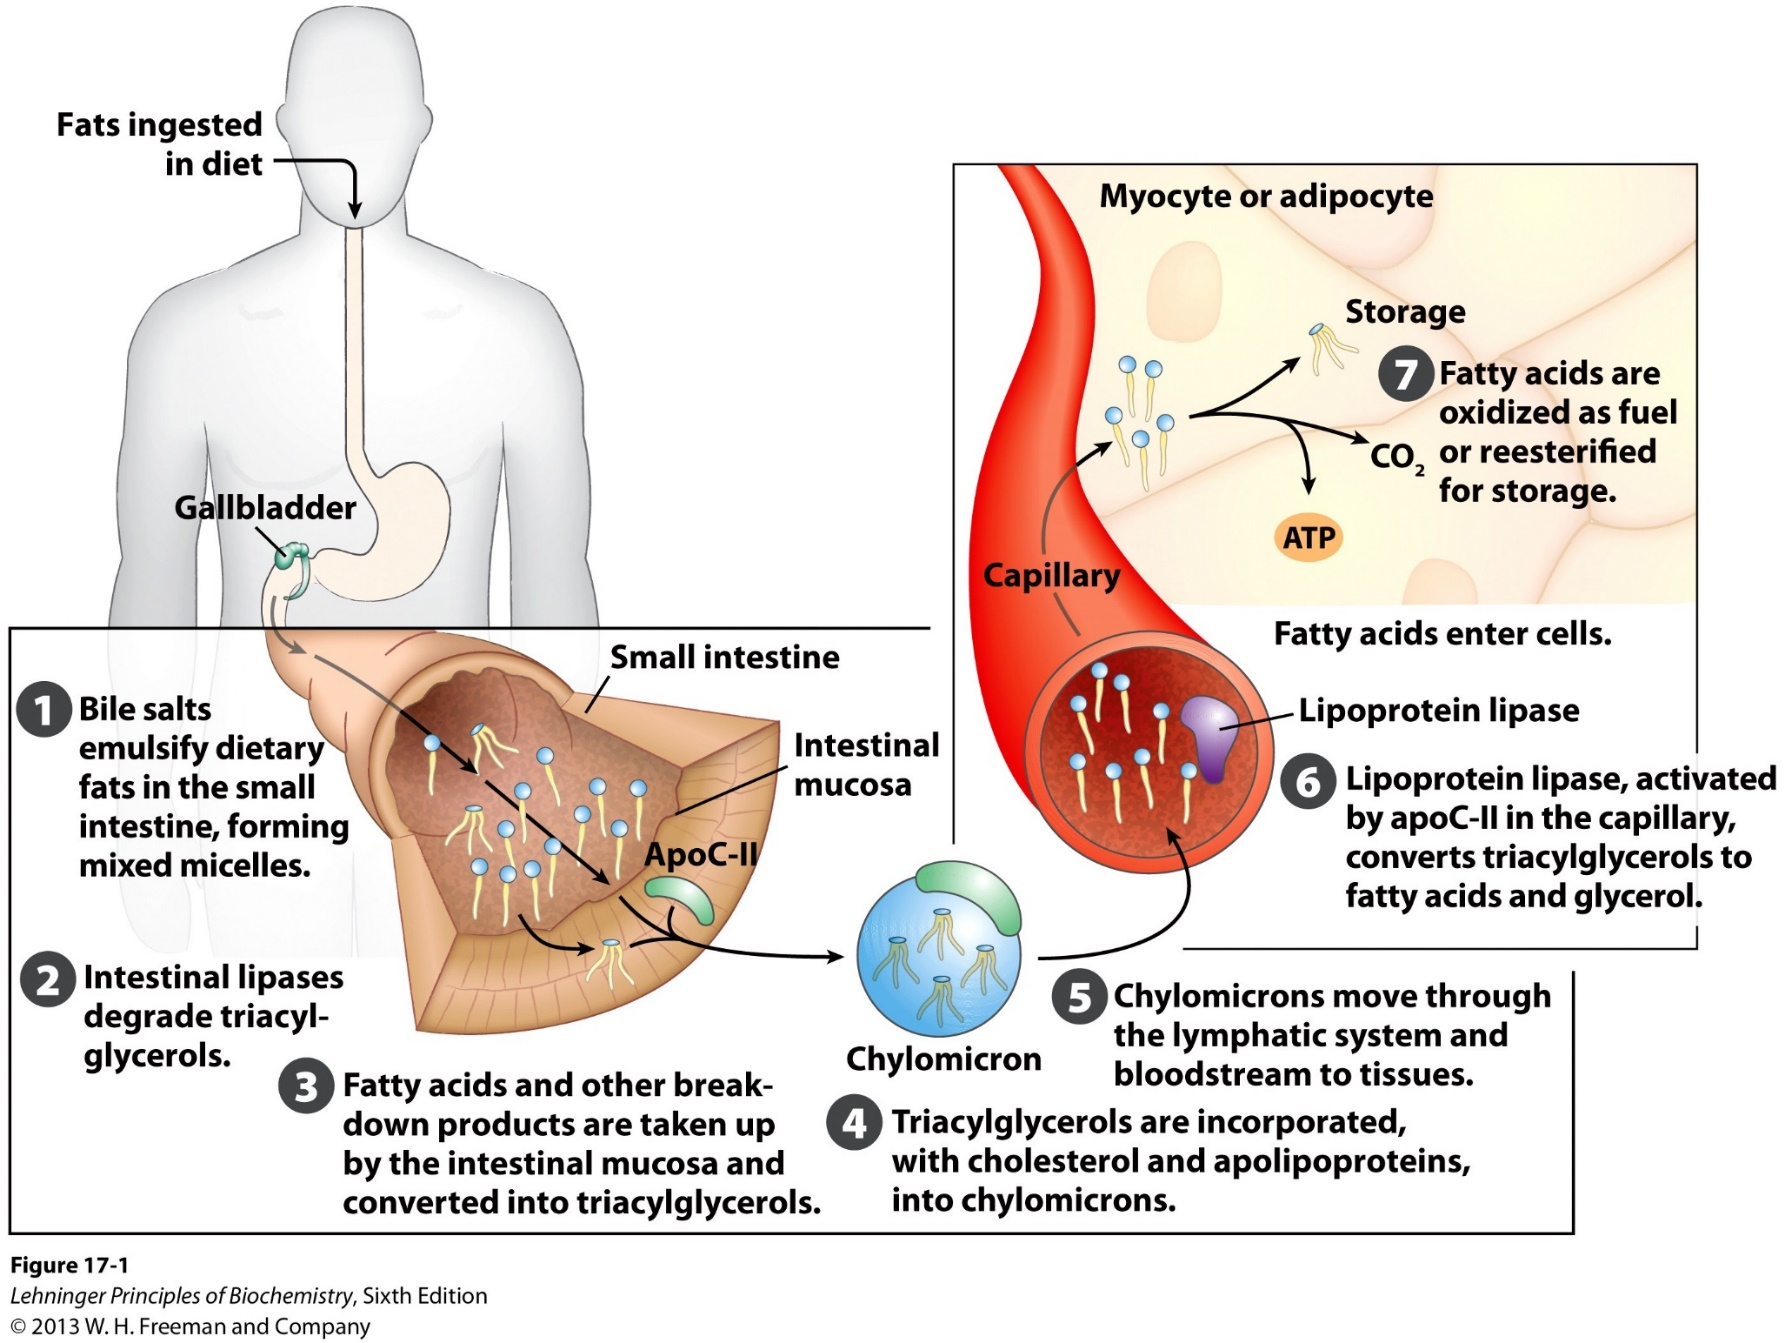 Fats ingested
in diet
Gallbladder
Small intestine
Intestinal
mucosa
ApoC-II
1 Bile salts
emulsify dietary
fats in the small
intestine, forming
mixed micelles.
2 Intestinal lipases
degrade triacyl-
glycerols.
3 Fatty acids and other break-
down products are taken up
by the intestinal mucosa and
converted into triacylglycerols.
Chylomicron
4 Triacylglycerols are incorporated,
with cholesterol and apolipoproteins,
into chylomicrons.
5 Chylomicrons move through
the lymphatic system and
bloodstream to tissues.
Capillary
Lipoprotein lipase
6 Lipoprotein lipase, activated
by apoC-II in the capillary,
converts triacylglycerols to
fatty acids and glycerol.
Fatty acids enter cells.
Myocyte or adipocyte
Storage
7 Fatty acids are
oxidized as fuel
or reesterified
for storage.
CO₂
ATP
Figure 17-1
Lehninger Principles of Biochemistry, Sixth Edition
© 2013 W. H. Freeman and Company